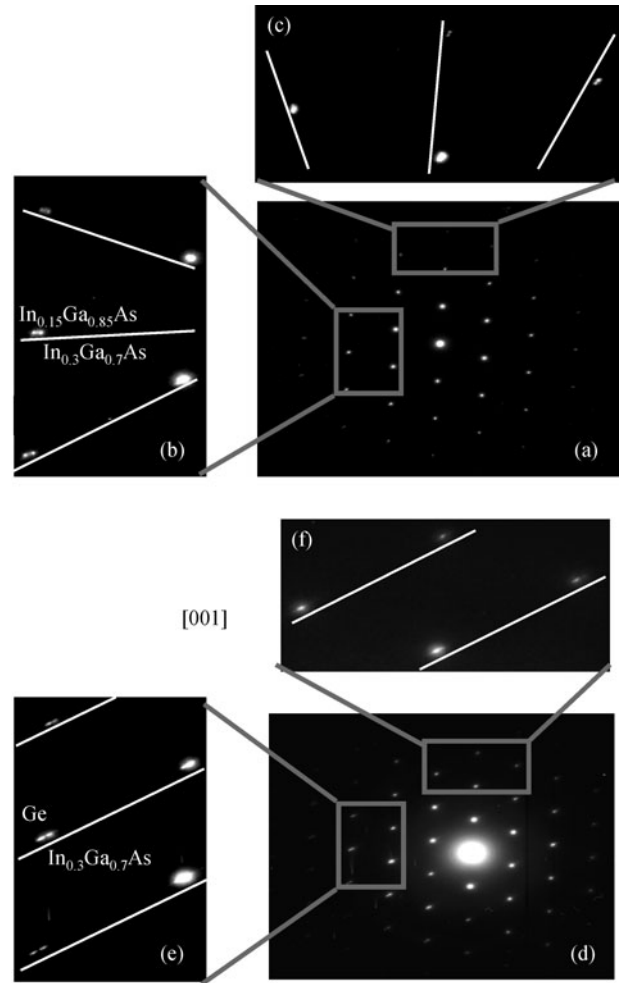 (c)
In0.15Ga0.85As
In0.3Ga0.7As
(b)
(a)
(f)
[001]
Ge
In0.3Ga0.7As
(e)
(d)